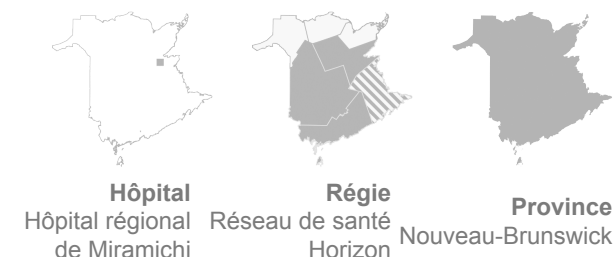 Hôpital
Hôpital régional
de Miramichi
Régie
Réseau de santé
Horizon
Province
Nouveau-Brunswick